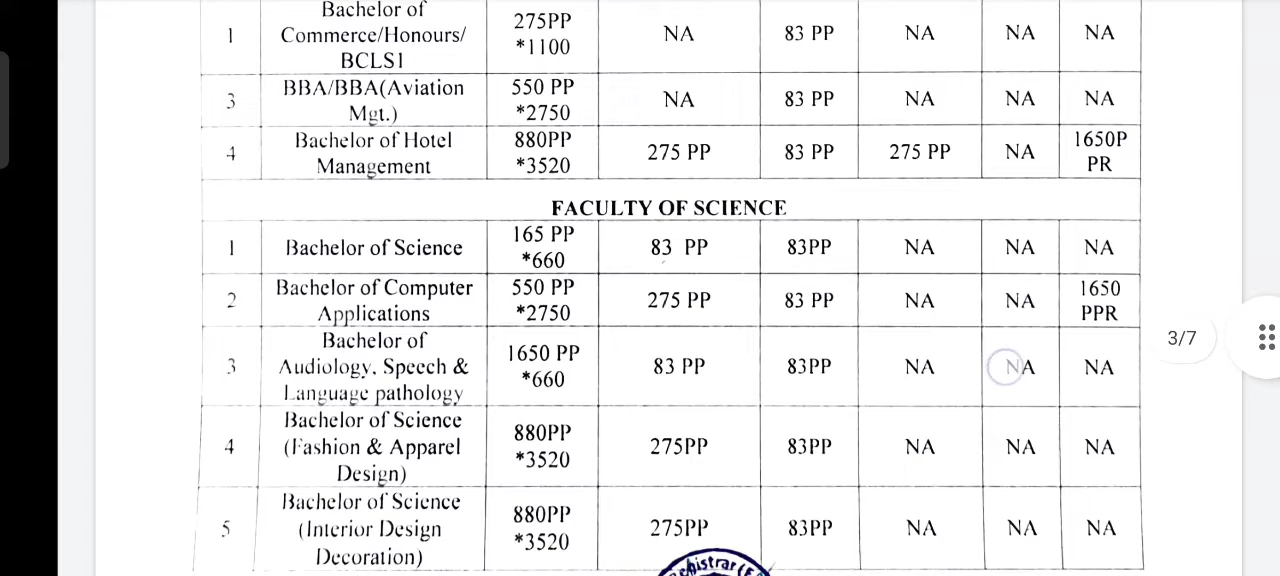 1 Bachelor of Commerce/Honours/ BCLS1 275PP *1100 NA 83 PP NA NA NA
3 BBA/BBA(Aviation Mgt.) 550 PP *2750 NA 83 PP NA NA NA
4 Bachelor of Hotel Management 880PP *3520 275 PP 83 PP 275 PP NA 1650P PR
FACULTY OF SCIENCE
1 Bachelor of Science 165 PP *660 83 PP 83PP NA NA NA
2 Bachelor of Computer Applications 550 PP *2750 275 PP 83 PP NA NA 1650 PPR
3 Bachelor of Audiology, Speech & Language pathology 1650 PP *660 83 PP 83PP NA NA NA
3/7
4 Bachelor of Science (Fashion & Apparel Design) 880PP *3520 275PP 83PP NA NA NA
5 Bachelor of Science (Interior Design Decoration) 880PP *3520 275PP 83PP NA NA NA